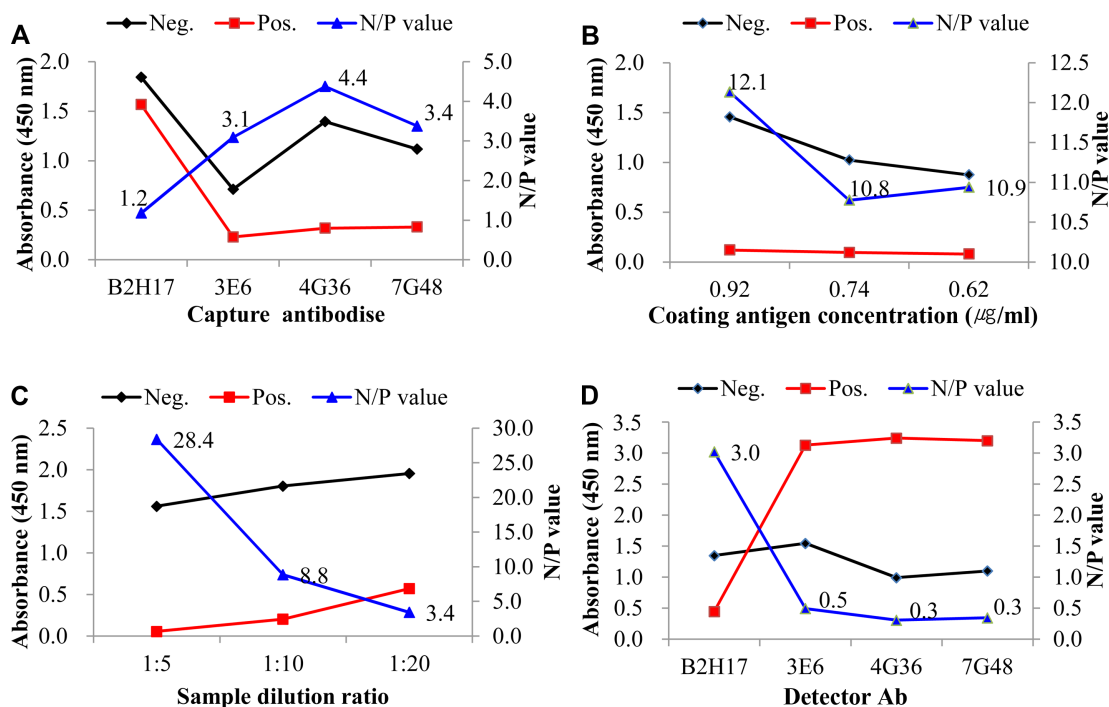 A
Neg. Pos. N/P value
2.0
1.5
1.0
0.5
0.0
Absorbance (450 nm)
5.0
4.0
3.0
2.0
1.0
0.0
N/P value
1.2
3.1
4.4
3.4
B2H17 3E6 4G36 7G48
Capture antibodise
B
Neg. Pos. N/P value
2.0
1.5
1.0
0.5
0.0
Absorbance (450 nm)
12.5
12.0
11.5
11.0
10.5
10.0
N/P value
12.1
10.8
10.9
0.92 0.74 0.62
Coating antigen concentration (㎍/ml)
C
Neg. Pos. N/P value
2.5
2.0
1.5
1.0
0.5
0.0
Absorbance (450 nm)
30.0
25.0
20.0
15.0
10.0
5.0
0.0
N/P value
28.4
8.8
3.4
1:5 1:10 1:20
Sample dilution ratio
D
Neg. Pos. N/P value
3.5
3.0
2.5
2.0
1.5
1.0
0.5
0.0
Absorbance (450 nm)
3.5
3.0
2.5
2.0
1.5
1.0
0.5
0.0
N/P value
3.0
0.5
0.3
0.3
B2H17 3E6 4G36 7G48
Detector Ab